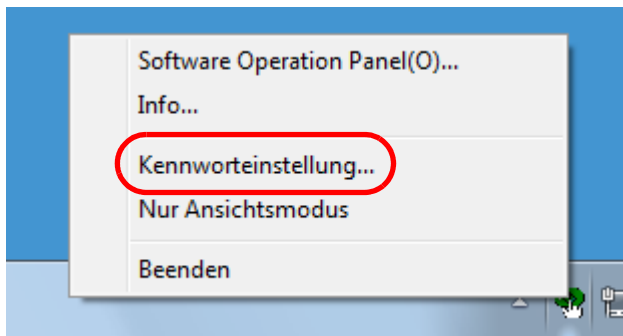 Software Operation Panel(O)...
Info...
Kennworteinstellung...
Nur Ansichtsmodus
Beenden